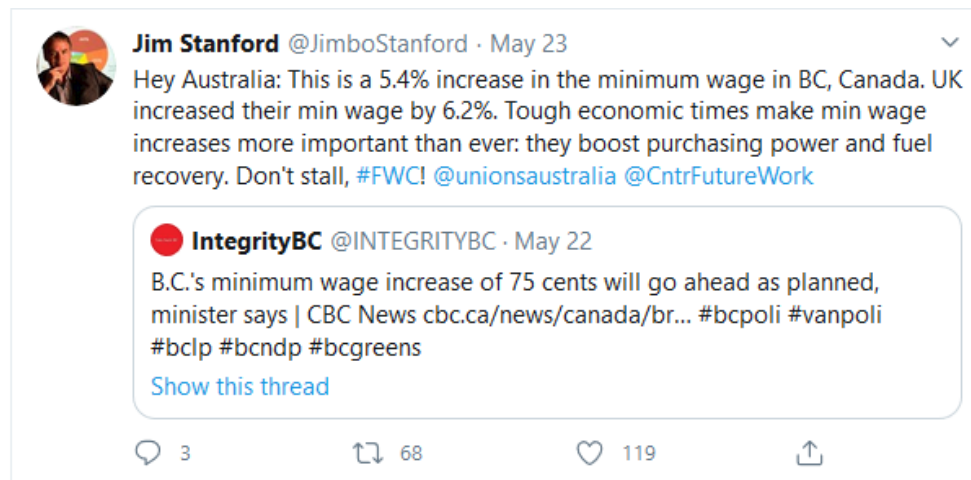 Jim Stanford @JimboStanford · May 23
Hey Australia: This is a 5.4% increase in the minimum wage in BC, Canada. UK
increased their min wage by 6.2%. Tough economic times make min wage
increases more important than ever: they boost purchasing power and fuel
recovery. Don't stall, #FWC! @unionsaustralia @CntrFutureWork
IntegrityBC @INTEGRITYBC · May 22
B.C.'s minimum wage increase of 75 cents will go ahead as planned,
minister says | CBC News cbc.ca/news/canada/br... #bcpoli #vanpoli
#bclp #bcndp #bcgreens
Show this thread
3 68 119